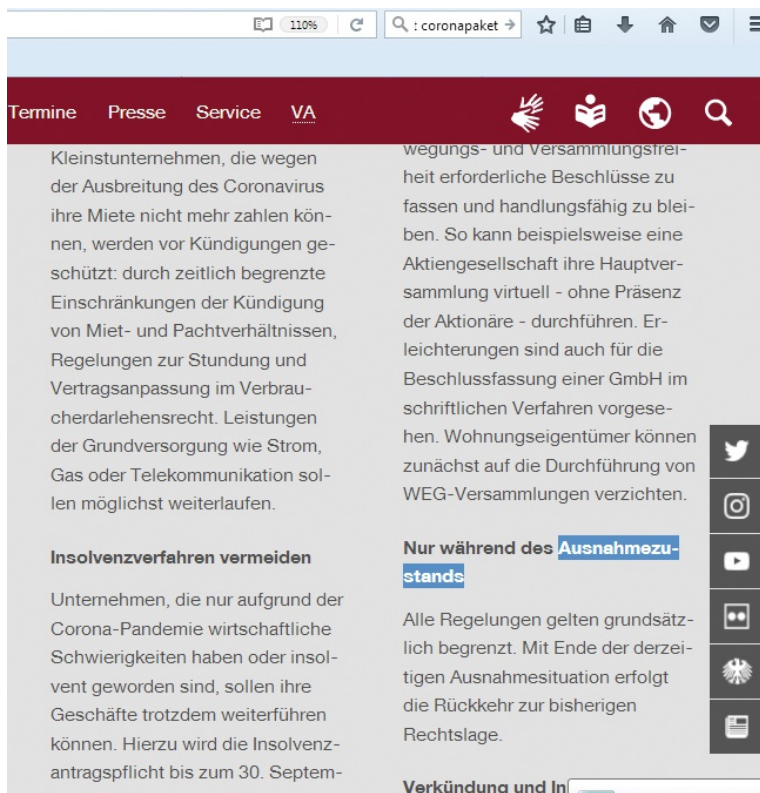 110%
: coronapaket
Termine Presse Service VA
Kleinstunternehmen, die wegen
der Ausbreitung des Coronavirus
ihre Miete nicht mehr zahlen kön-
nen, werden vor Kündigungen ge-
schützt: durch zeitlich begrenzte
Einschränkungen der Kündigung
von Miet- und Pachtverhältnissen,
Regelungen zur Stundung und
Vertragsanpassung im Verbrau-
cherdarlehensrecht. Leistungen
der Grundversorgung wie Strom,
Gas oder Telekommunikation sol-
len möglichst weiterlaufen.
Insolvenzverfahren vermeiden
Unternehmen, die nur aufgrund der
Corona-Pandemie wirtschaftliche
Schwierigkeiten haben oder insol-
vent geworden sind, sollen ihre
Geschäfte trotzdem weiterführen
können. Hierzu wird die Insolvenz-
antragspflicht bis zum 30. Septem-
wegungs- und Versammlungsfrei-
heit erforderliche Beschlüsse zu
fassen und handlungsfähig zu blei-
ben. So kann beispielsweise eine
Aktiengesellschaft ihre Hauptver-
sammlung virtuell - ohne Präsenz
der Aktionäre - durchführen. Er-
leichterungen sind auch für die
Beschlussfassung einer GmbH im
schriftlichen Verfahren vorgese-
hen. Wohnungseigentümer können
zunächst auf die Durchführung von
WEG-Versammlungen verzichten.
Nur während des Ausnahmezu-
stands
Alle Regelungen gelten grundsätz-
lich begrenzt. Mit Ende der derzei-
tigen Ausnahmesituation erfolgt
die Rückkehr zur bisherigen
Rechtslage.
Verkündung und In